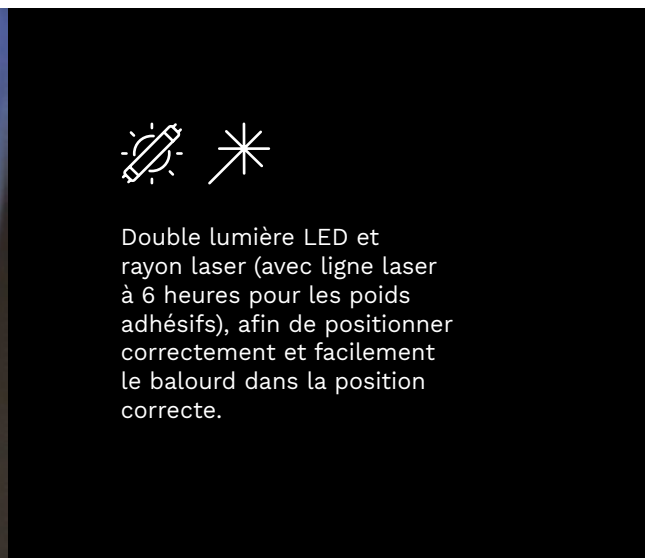 Double lumière LED et
rayon laser (avec ligne laser
à 6 heures pour les poids
adhésifs), afin de positionner
correctement et facilement
le balourd dans la position
correcte.